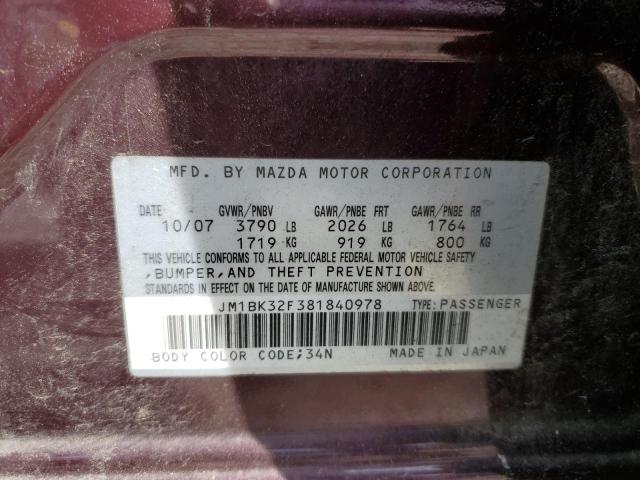 MFD. BY MAZDA MOTOR CORPORATION
DATE - GVWR/PNBV GAWR/PNBE FRT GAWR/PNBE RR
10/07 3790 LB 2026 LB 1764 LB
1719 KG 919 KG 800 KG
THIS VEHICLE CONFORMS TO ALL APPLICABLE FEDERAL MOTOR VEHICLE SAFETY
,BUMPER,AND THEFT PREVENTION
STANDARDS IN EFFECT ON THE DATE OF MANUFACTURE SHOWN ABOVE.
JM1BK32F381840978 TYPE:PASSENGER
BODY COLOR CODE;34N MADE IN JAPAN